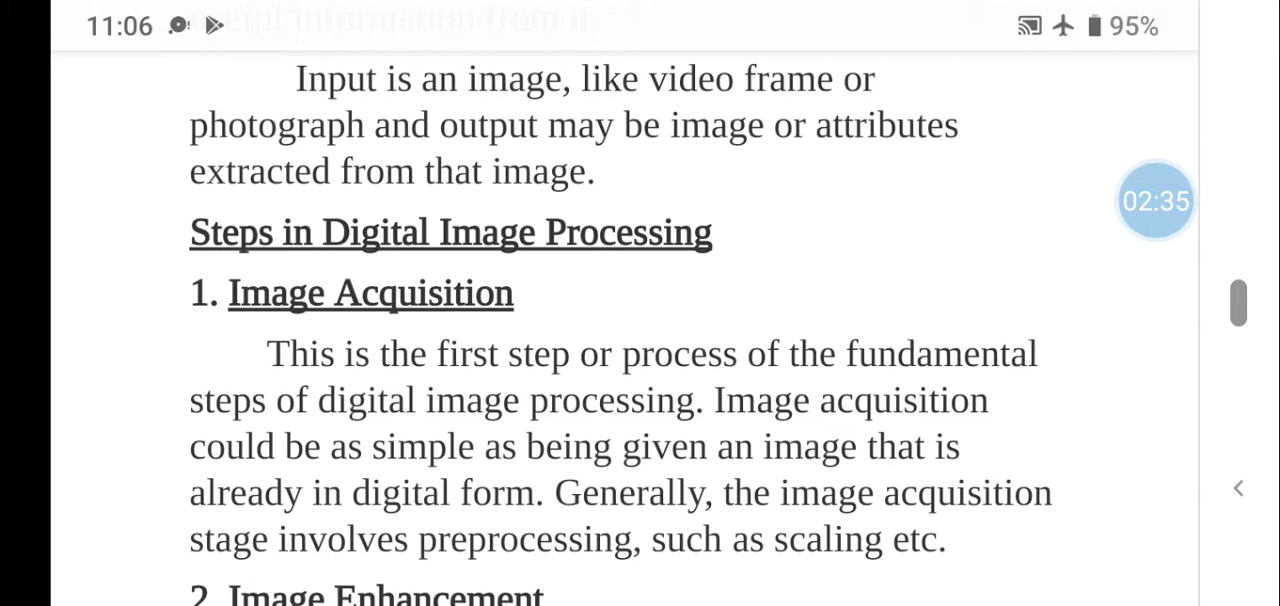 11:06
95%
useful information from it.
Input is an image, like video frame or
photograph and output may be image or attributes
extracted from that image.
02:35
Steps in Digital Image Processing
1. Image Acquisition
This is the first step or process of the fundamental
steps of digital image processing. Image acquisition
could be as simple as being given an image that is
already in digital form. Generally, the image acquisition
stage involves preprocessing, such as scaling etc.
2. Image Enhancement